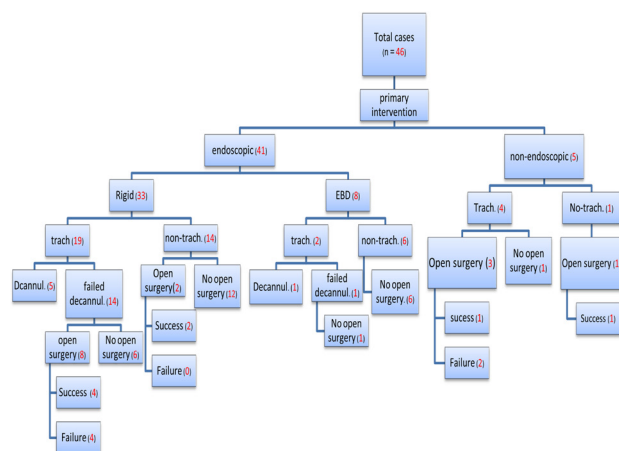 Total cases
(n = 46)
primary
intervention
endoscopic (41)
non-endoscopic (5)
Rigid (33)
EBD (8)
Trach. (4)
No-trach. (1)
trach (19)
non-trach. (14)
trach. (2)
non-trach. (6)
Open surgery (3)
No open
surgery (1)
Open surgery (1
Dcannul. (5)
failed
decannul. (14)
Open
surgery(2)
No open
surgery (12)
Decannul. (1)
failed
decannul. (1)
No open
surgery. (6)
open
surgery (8)
No open
surgery (6)
Success (2)
No open
surgery (1)
sucess (1)
Success (1)
Success (4)
Failure (0)
Failure (2)
Failure (4)